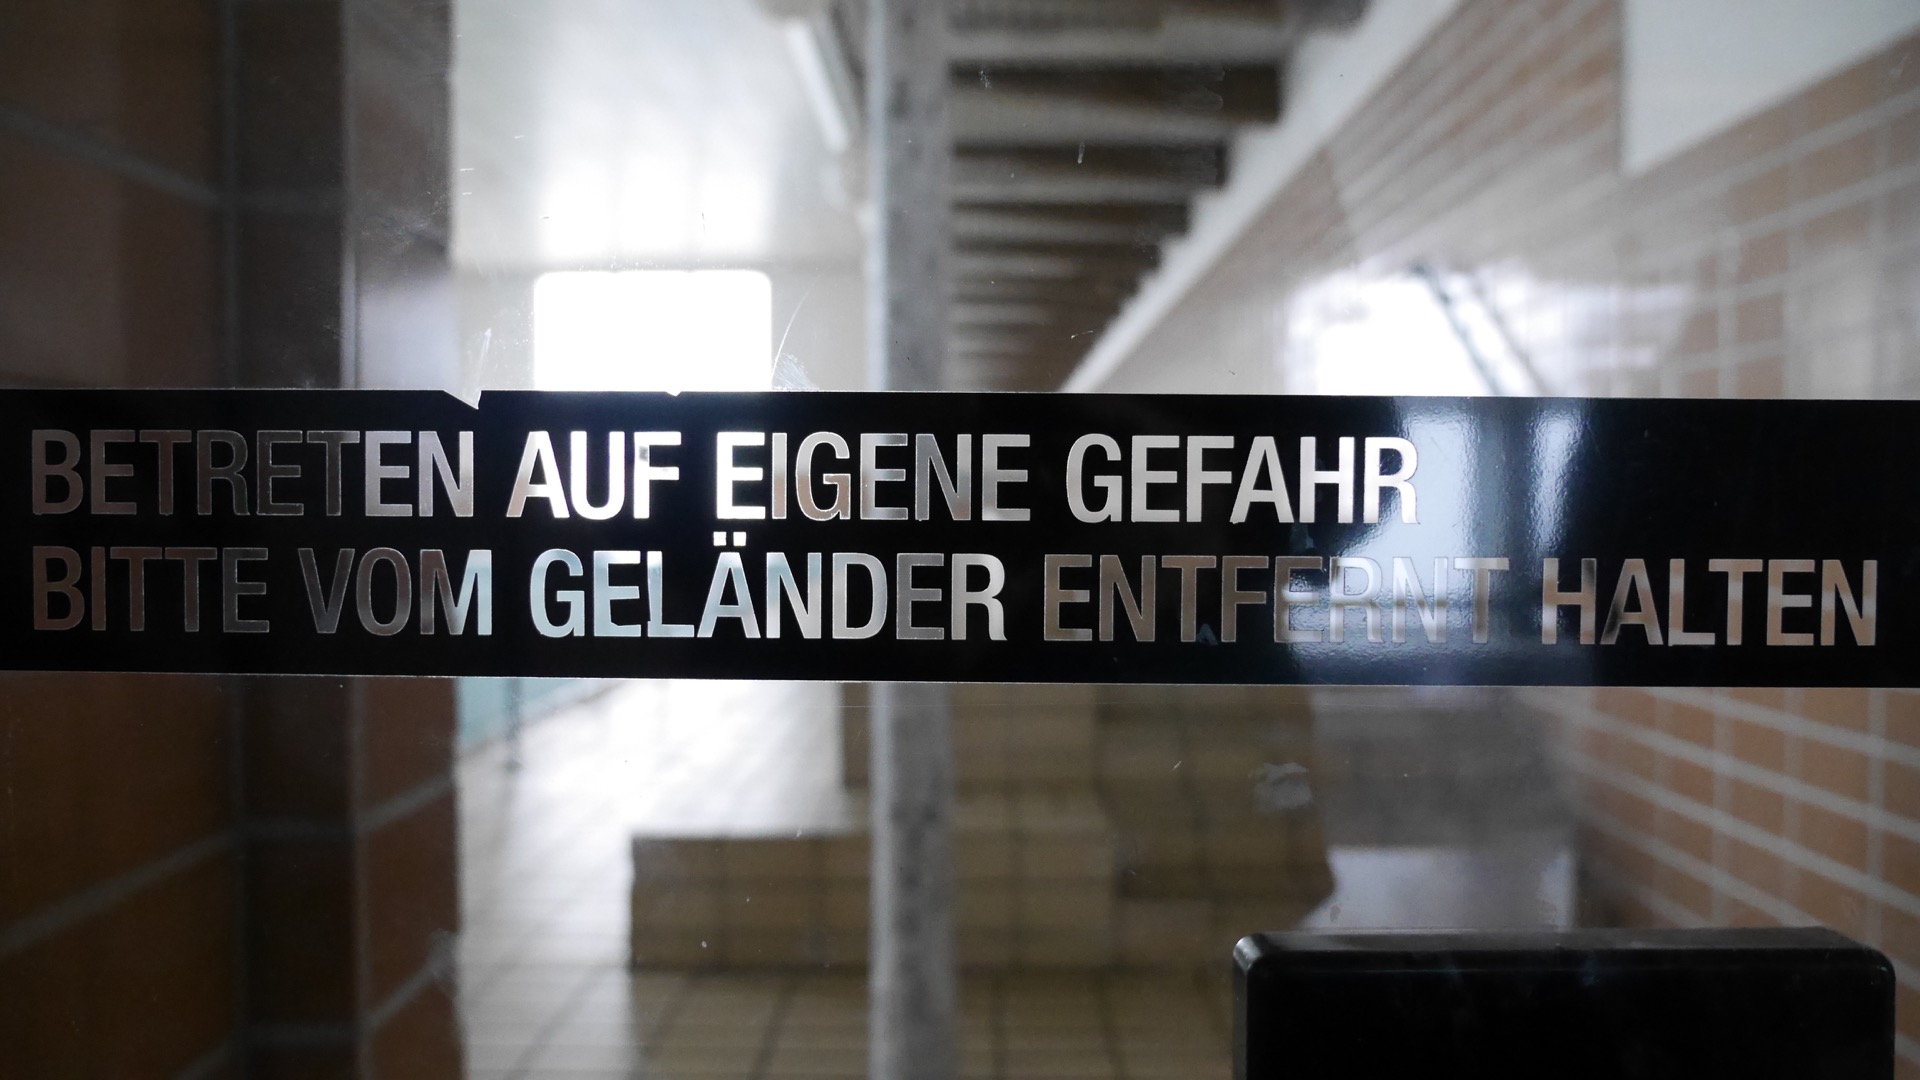 BETRETEN AUF EIGENE GEFAHR
BITTE VOM GELÄNDER ENTFERNT HALTEN